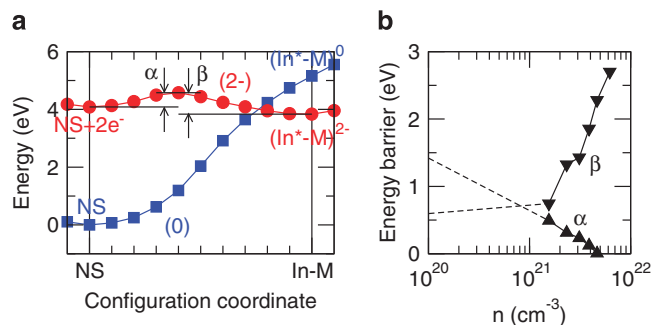 a
b
Energy (eV)
6
4
2
0
α
β
(2-)
(In*-M)⁰
NS+2e⁻
(In*-M)²⁻
NS
(0)
NS
In-M
Configuration coordinate
Energy barrier (eV)
3
2
1
0
β
α
10²⁰
10²¹
10²²
n (cm⁻³)